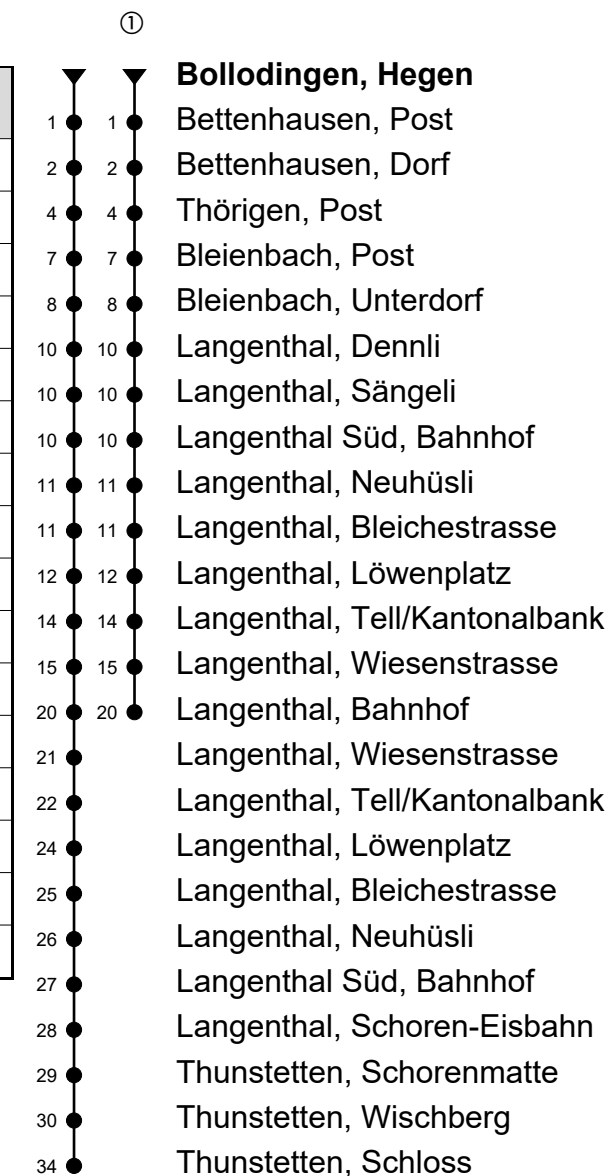 ①
Bollodingen, Hegen
1 1 Bettenhausen, Post
2 2 Bettenhausen, Dorf
4 4 Thörigen, Post
7 7 Bleienbach, Post
8 8 Bleienbach, Unterdorf
10 10 Langenthal, Dennli
10 10 Langenthal, Sängeli
10 10 Langenthal Süd, Bahnhof
11 11 Langenthal, Neuhüsli
11 11 Langenthal, Bleichestrasse
12 12 Langenthal, Löwenplatz
14 14 Langenthal, Tell/Kantonalbank
15 15 Langenthal, Wiesenstrasse
20 20 Langenthal, Bahnhof
21 Langenthal, Wiesenstrasse
22 Langenthal, Tell/Kantonalbank
24 Langenthal, Löwenplatz
25 Langenthal, Bleichestrasse
26 Langenthal, Neuhüsli
27 Langenthal Süd, Bahnhof
28 Langenthal, Schoren-Eisbahn
29 Thunstetten, Schorenmatte
30 Thunstetten, Wischberg
34 Thunstetten, Schloss